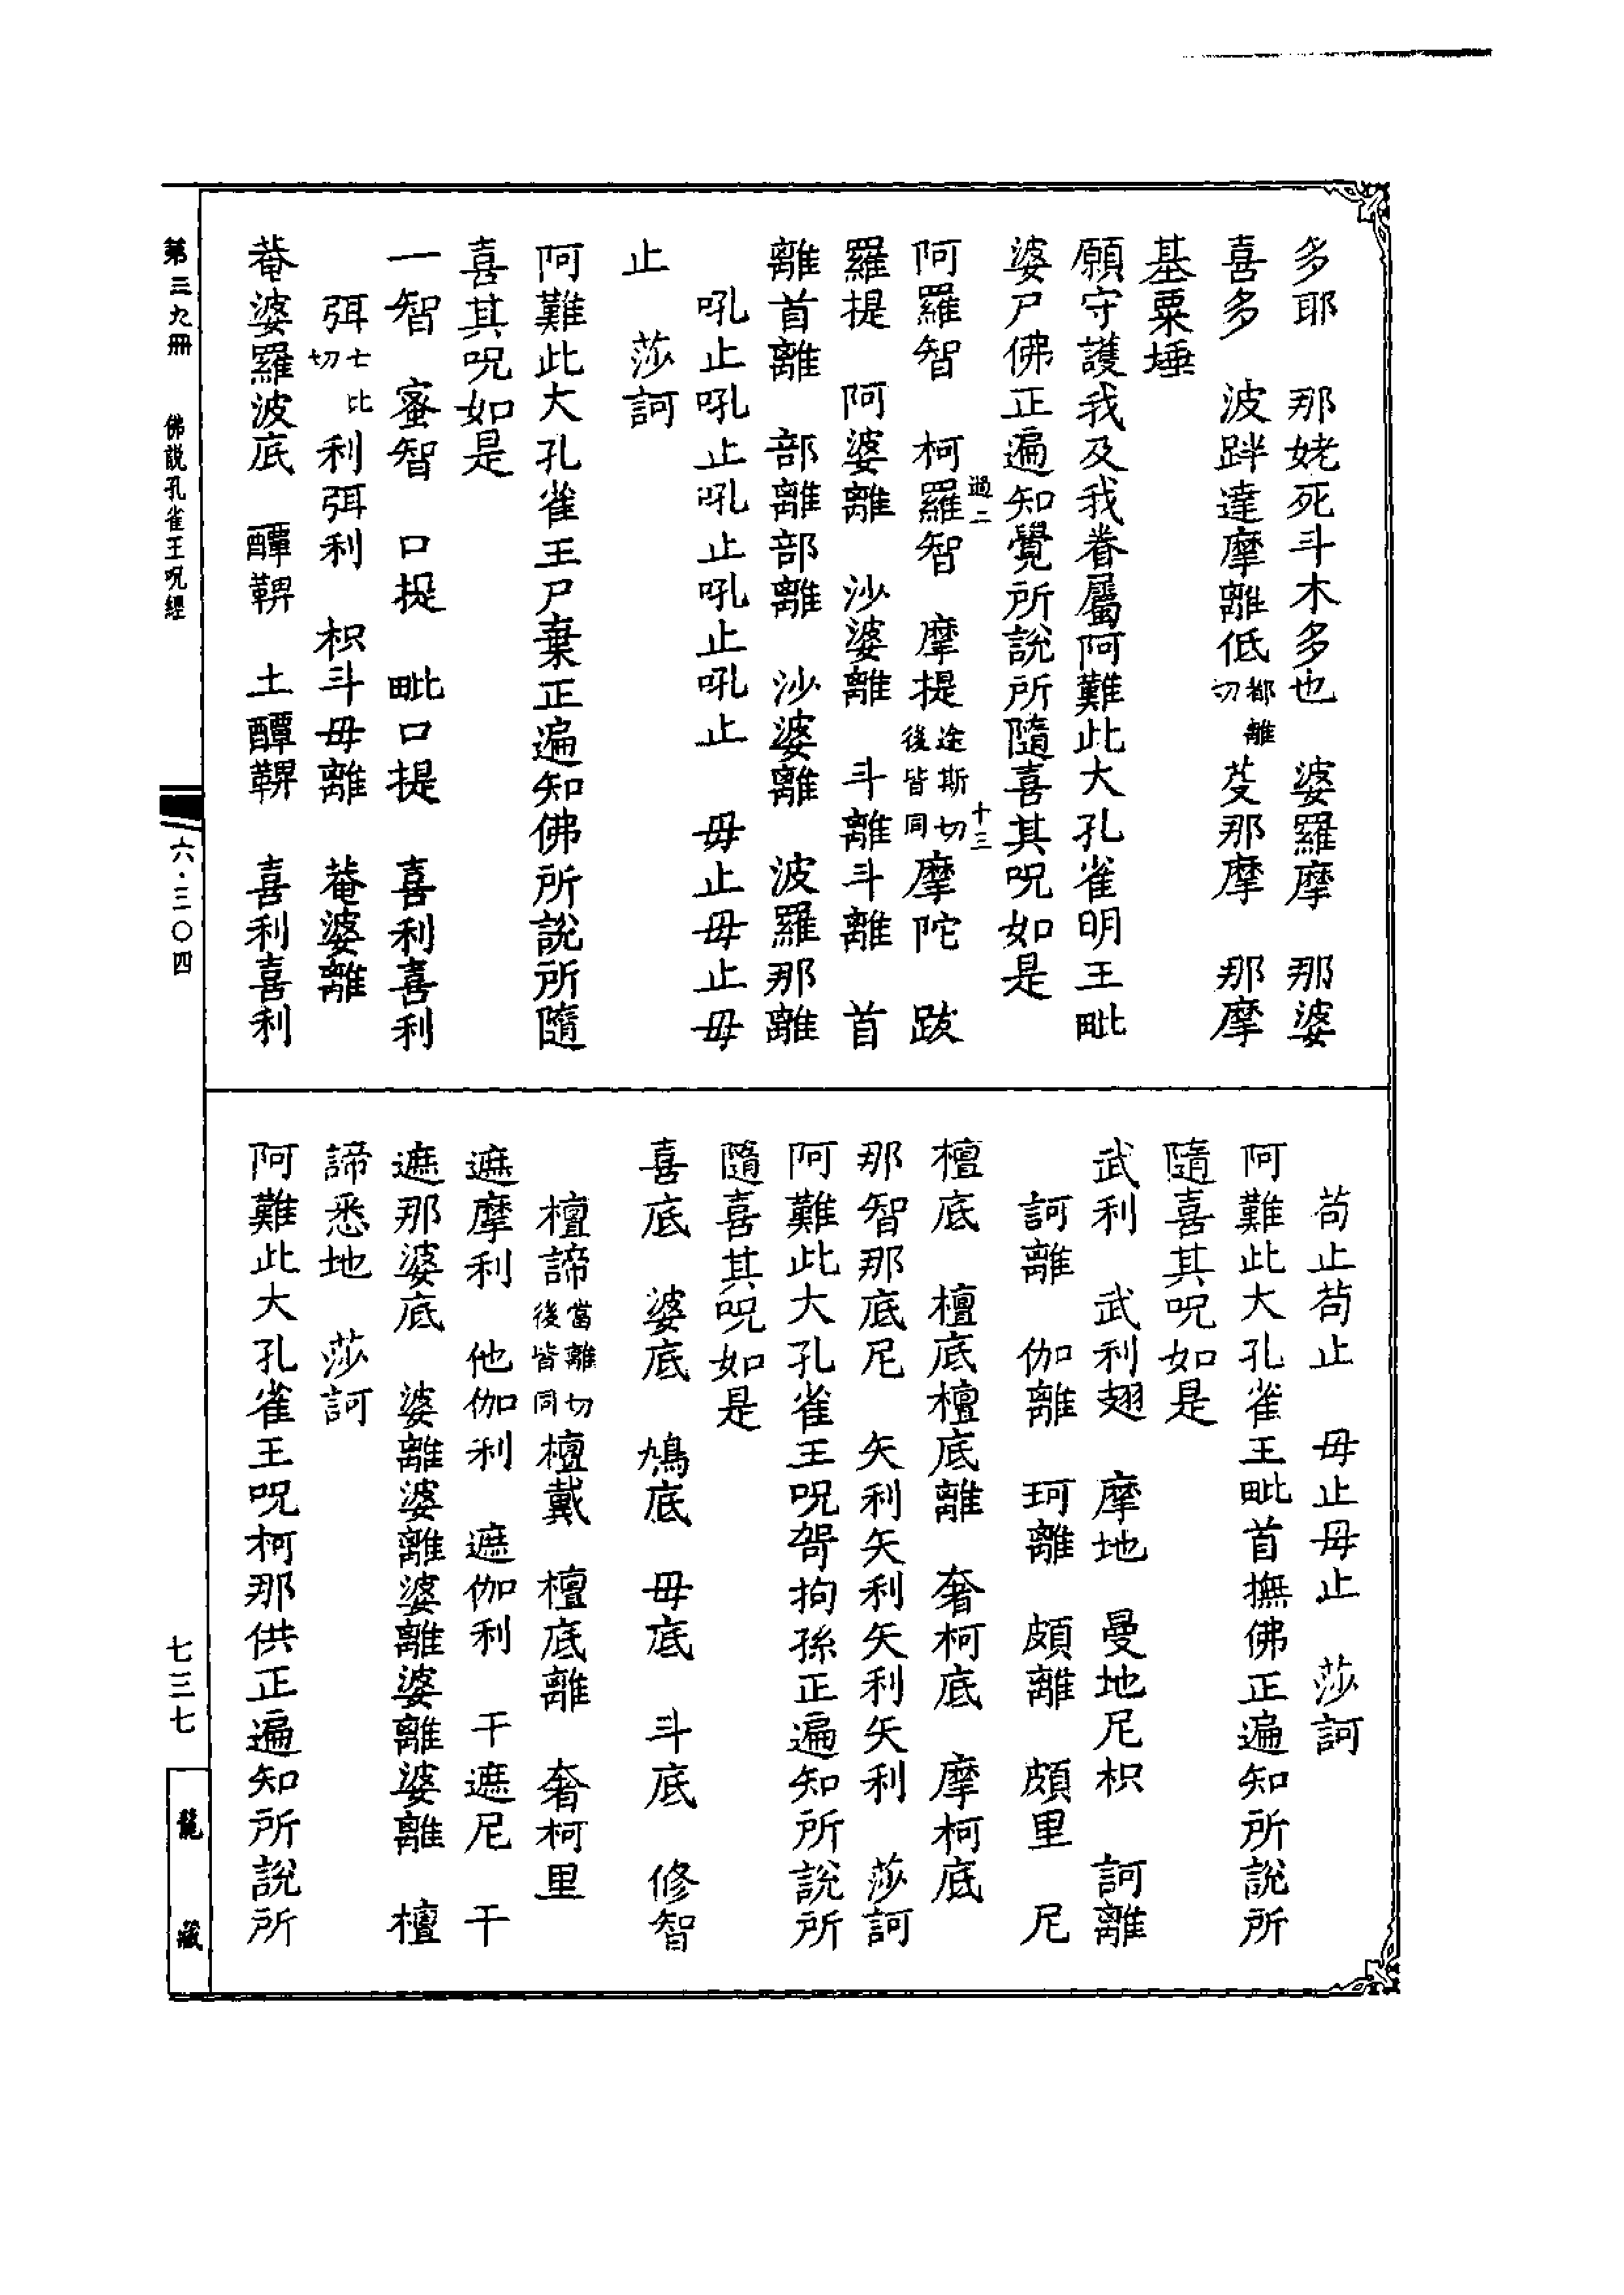 多耶　那姥死斗木多也　婆羅摩　那婆
喜多　波跘達摩離低都離切　芟那摩　那摩
基粟埵
願守護我及我眷屬阿難此大孔雀明王毗
婆尸佛正遍知覺所說所隨喜其呪如是
阿羅智　柯羅智　摩提途斯切後皆同摩陀　跋
過二　十三
羅提　阿婆離　沙婆離　斗離斗離　首
離首離　部離部離　沙婆離　波羅那離
吼止吼止吼止吼止吼止　毋止毋止毋
止　莎訶
阿難此大孔雀王尸棄正遍知佛所說所隨
喜其呪如是
一智　蜜智　口提　毗口提　喜利喜利
弭七比切利弭利　枳斗毋離　菴婆離
菴婆羅波底　醰鞞　土醰鞞　喜利喜利
苟止苟止　毋止毋止　莎訶
阿難此大孔雀王毗首撫佛正遍知所說所
隨喜其呪如是
武利　武利翅　摩地　曼地尼枳　訶離
訶離　伽離　珂離　頗離　頗里　尼
檀底　檀底檀底離　奢柯底　摩柯底
那智那底尼　矢利矢利矢利矢利　莎訶
阿難此大孔雀王呪哿拘孫正遍知所說所
隨喜其呪如是
喜底　婆底　鳩底　毋底　斗底　修智
檀諦當離切後皆同檀戴　檀底離　奢柯里
遮摩利　他伽利　遮伽利　干遮尼　干
遮那婆底　婆離婆離婆離婆離婆離　檀
諦悉地　莎訶
阿難此大孔雀王呪柯那供正遍知所說所
第三九冊　佛說孔雀王呪經
六·三〇四
七三七
龍藏